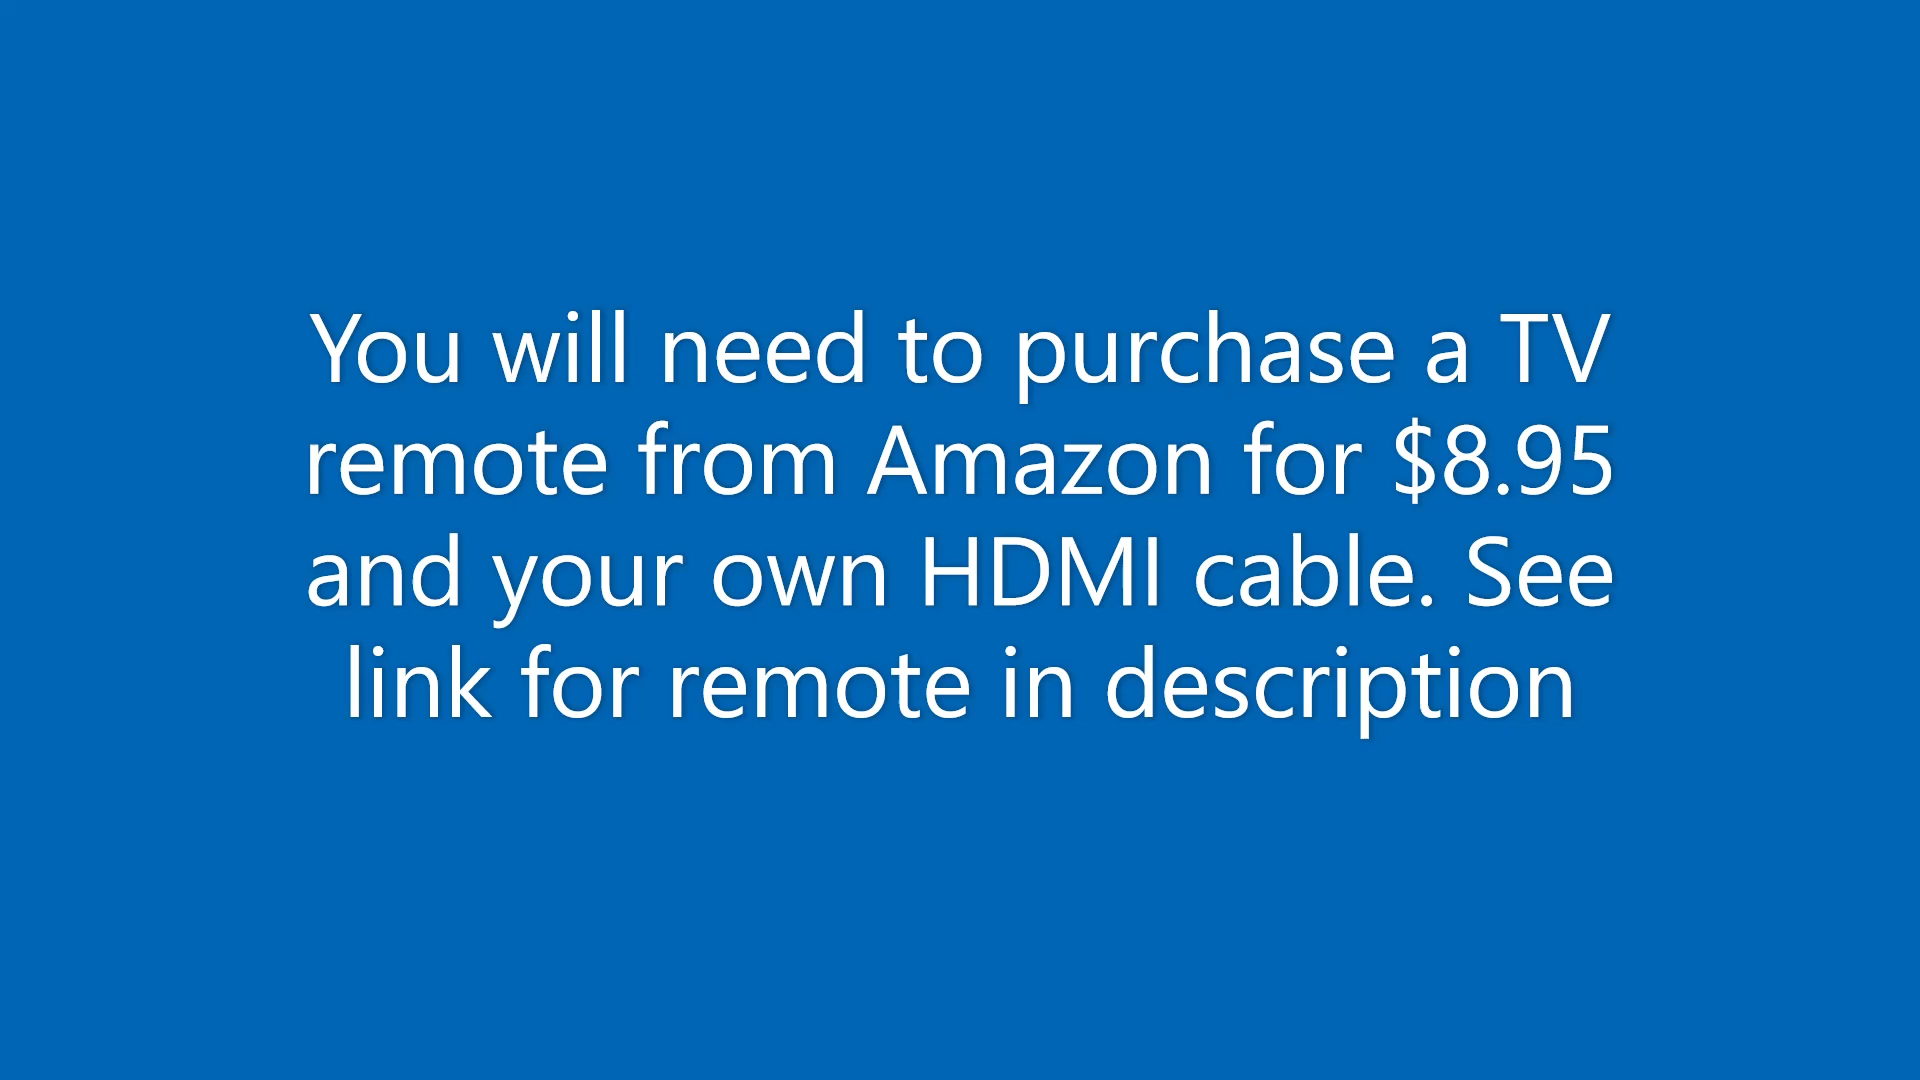 You will need to purchase a TV
remote from Amazon for $8.95
and your own HDMI cable. See
link for remote in description